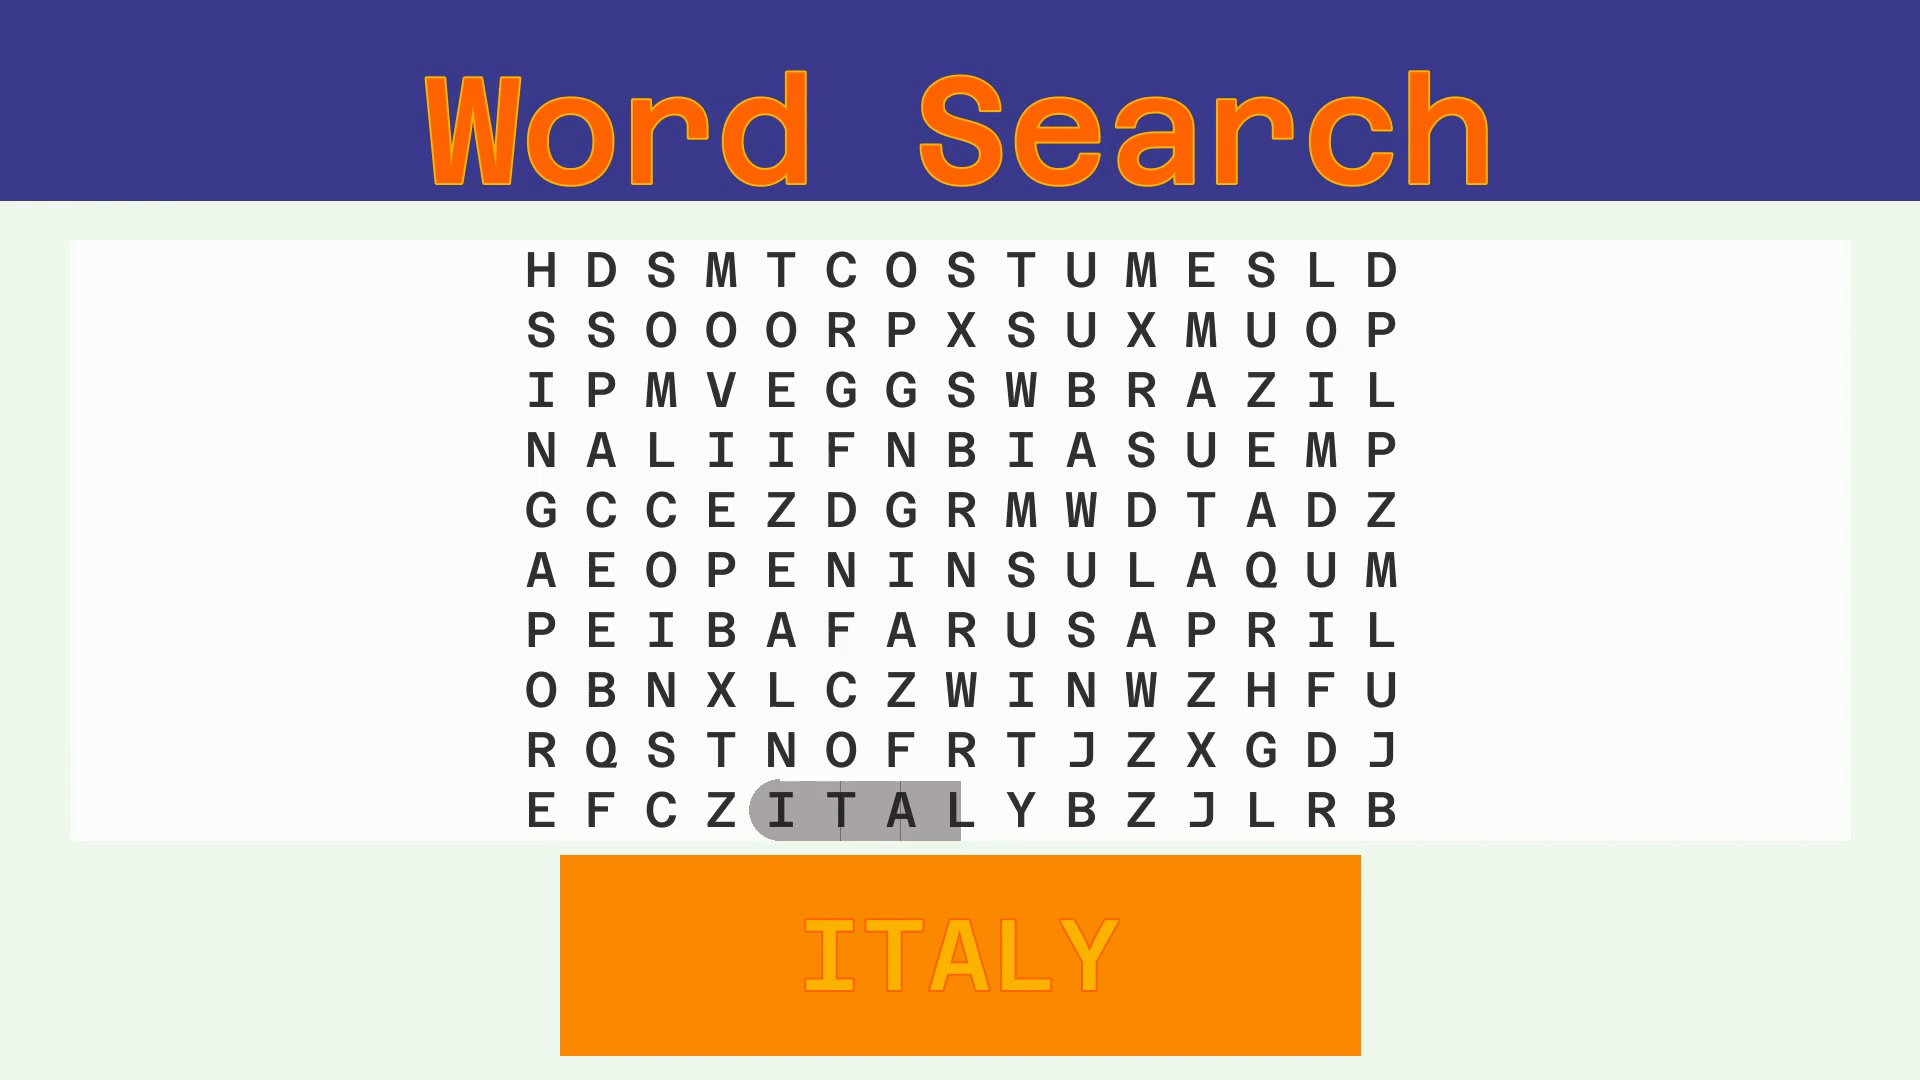 Word Search
H D S M T C O S T U M E S L D
S S O O O R P X S U X M U O P
I P M V E G G S W B R A Z I L
N A L I I F N B I A S U E M P
G C C E Z D G R M W D T A D Z
A E O P E N I N S U L A Q U M
P E I B A F A R U S A P R I L
O B N X L C Z W I N W Z H F U
R Q S T N O F R T J Z X G D J
E F C Z I T A L Y B Z J L R B
ITALY